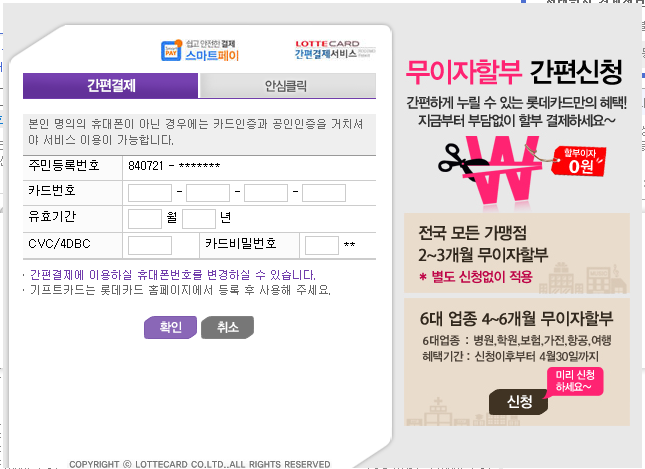 쉽고 안전한 결제
스마트페이
LOTTECARD
간편결제서비스
간편결제
안심클릭
본인 명의의 휴대폰이 아닌 경우에는 카드인증과 공인인증을 거치셔
야 서비스 이용이 가능합니다.
주민등록번호 840721 - *******
카드번호 - - -
유효기간 월 년
CVC/4DBC 카드비밀번호 **
· 간편결제에 이용하실 휴대폰번호를 변경하실 수 있습니다.
· 기프트카드는 롯데카드 홈페이지에서 등록 후 사용해 주세요.
확인 취소
COPYRIGHT © LOTTECARD CO.LTD.,ALL RIGHTS RESERVED
무이자할부 간편신청
간편하게 누릴 수 있는 롯데카드만의 혜택!
지금부터 부담없이 할부 결제하세요~
할부이자
0원
전국 모든 가맹점
2~3개월 무이자할부
* 별도 신청없이 적용
6대 업종 4~6개월 무이자할부
6대업종 : 병원,학원,보험,가전,항공,여행
혜택기간 : 신청이후부터 4월30일까지
미리 신청
하세요~
신청